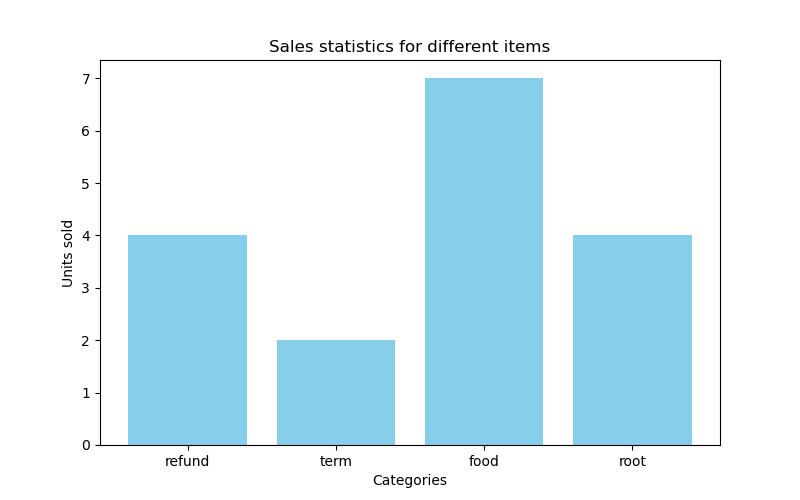 Sales statistics for different items
7
6
5
4
3
2
1
0
Units sold
refund term food root
Categories